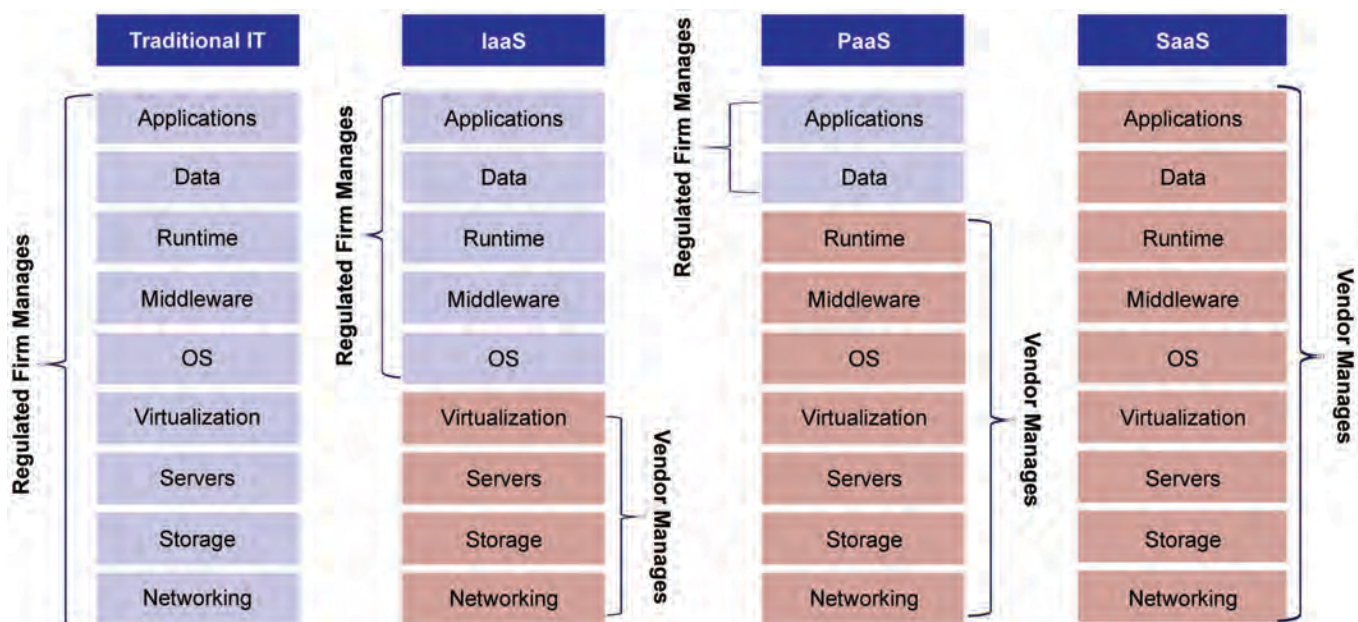 Traditional IT
IaaS
PaaS
SaaS
Regulated Firm Manages
Applications
Data
Runtime
Middleware
OS
Virtualization
Servers
Storage
Networking
Regulated Firm Manages
Applications
Data
Runtime
Middleware
OS
Virtualization
Servers
Storage
Networking
Vendor Manages
Regulated Firm Manages
Applications
Data
Runtime
Middleware
OS
Virtualization
Servers
Storage
Networking
Vendor Manages
Applications
Data
Runtime
Middleware
OS
Virtualization
Servers
Storage
Networking
Vendor Manages